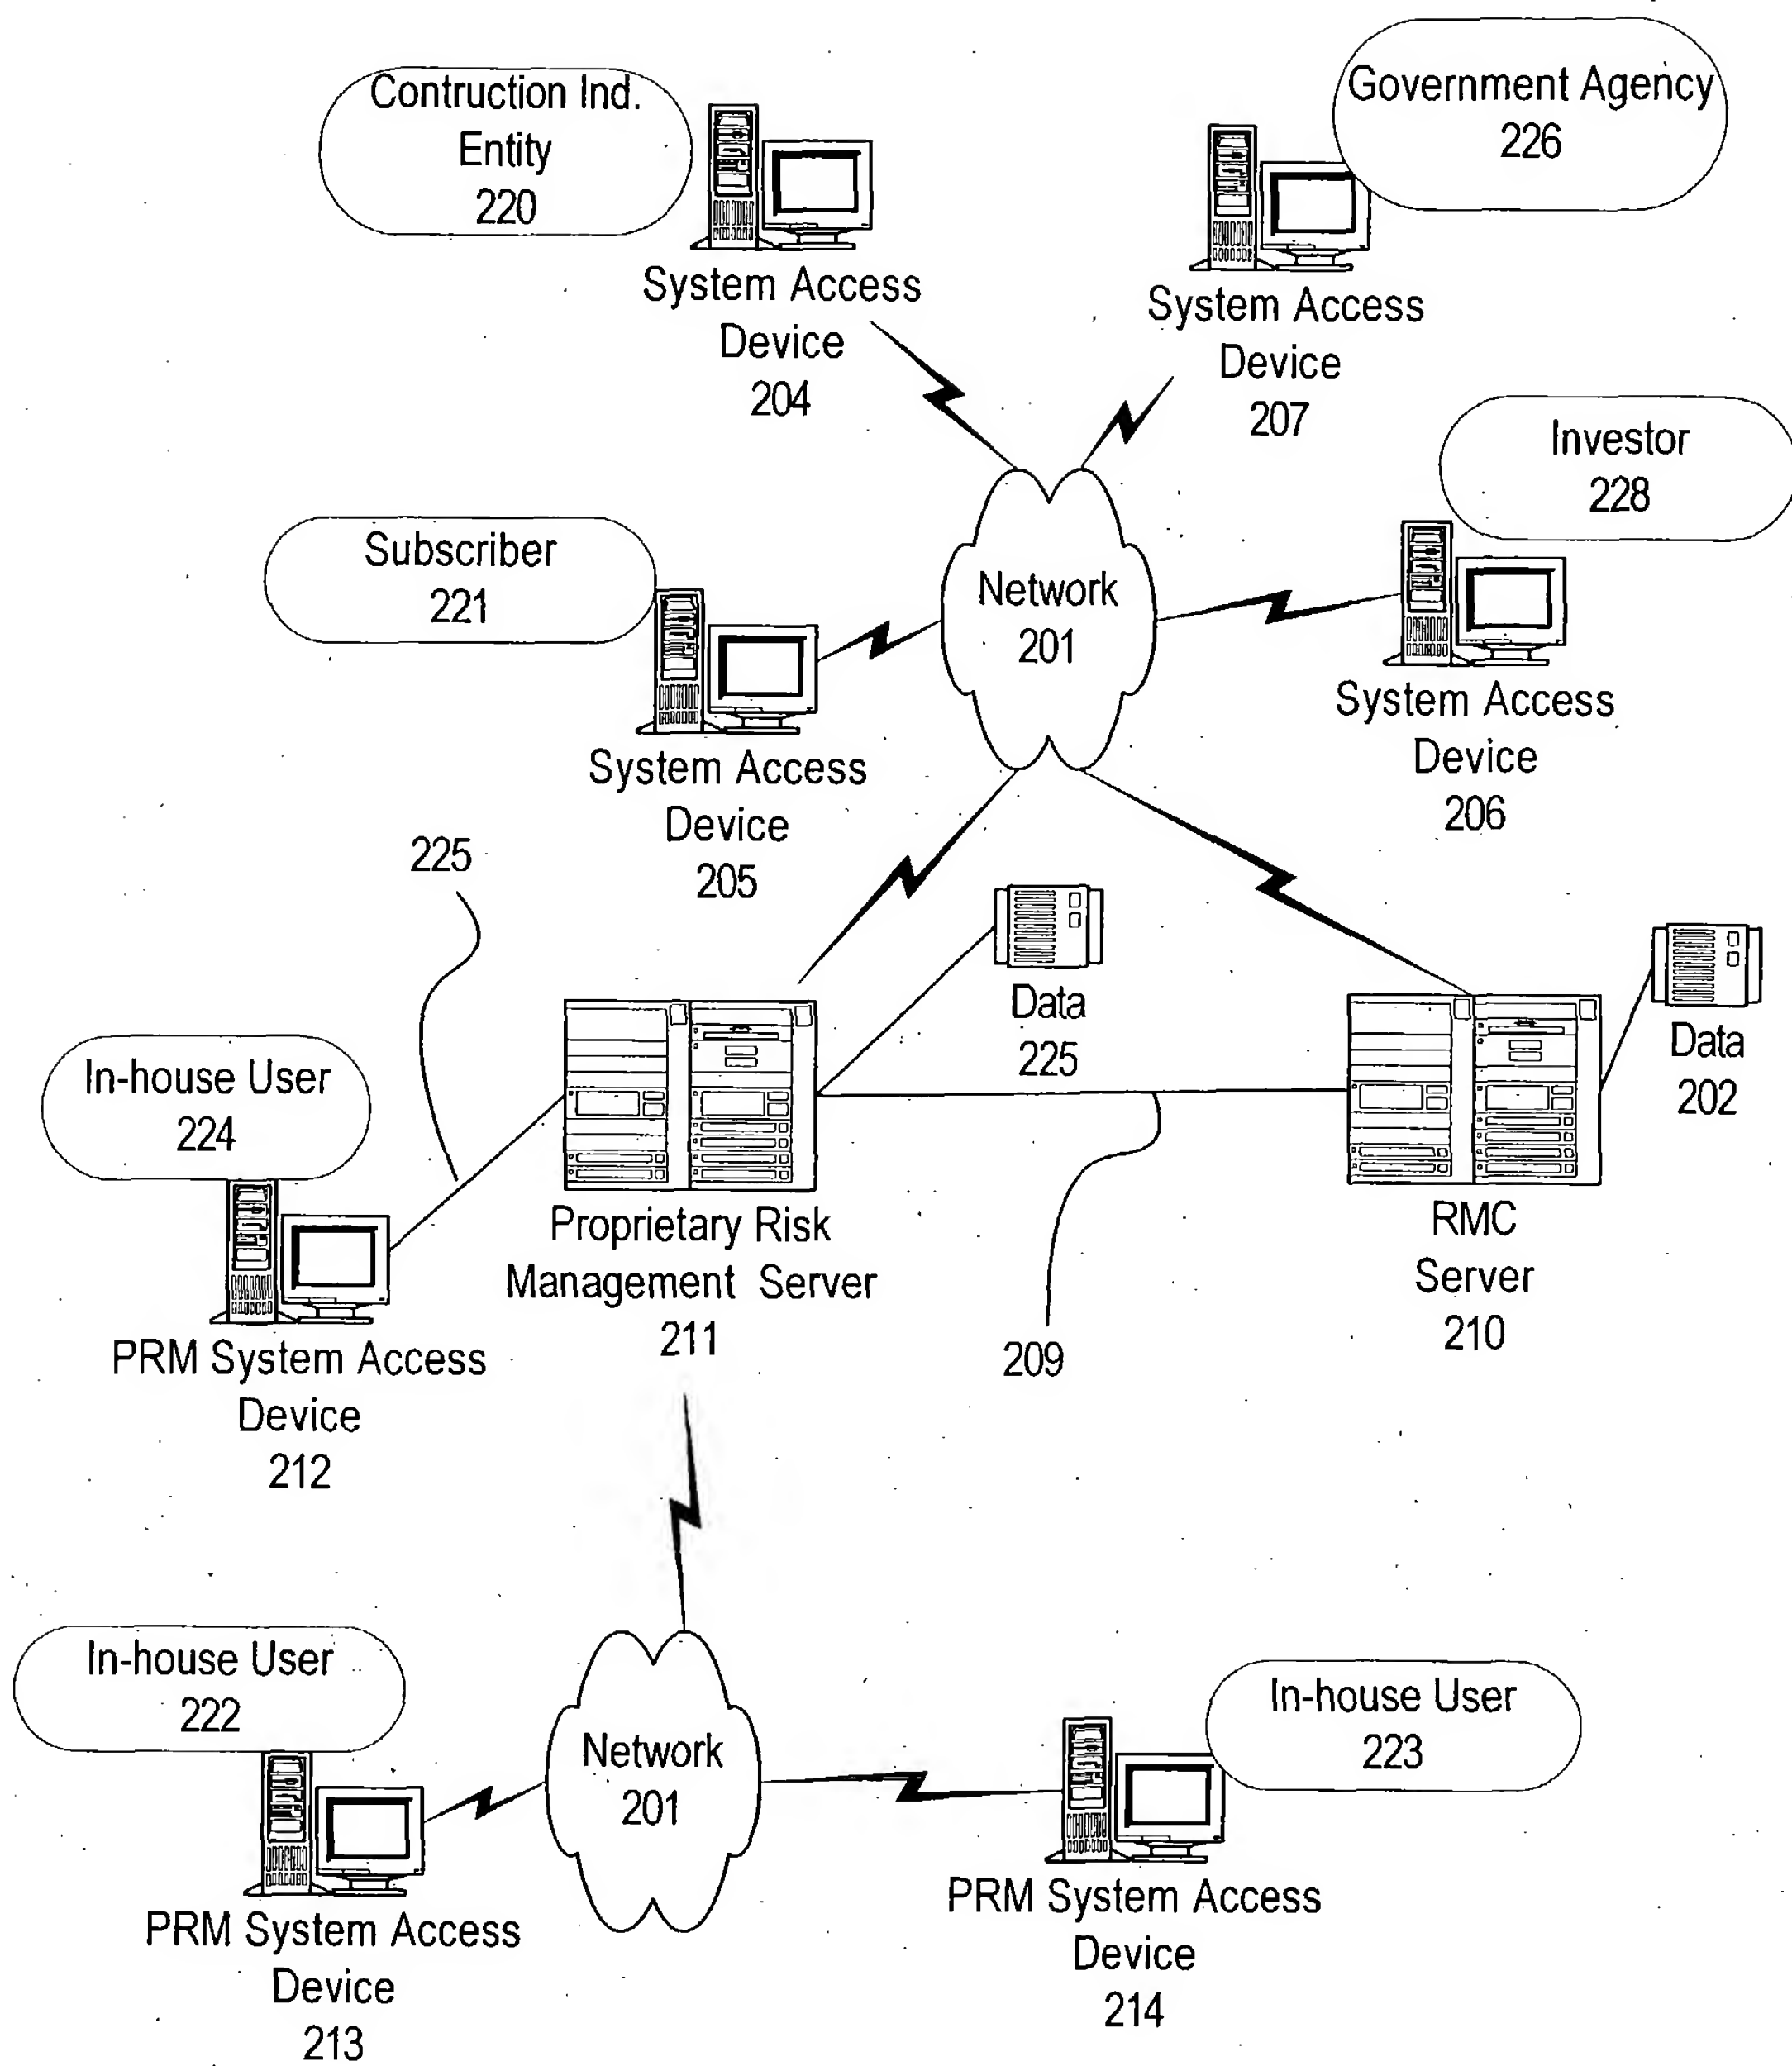 Contruction Ind.
Entity
220
Government Agency
226
System Access
Device
204
System Access
Device
207
Investor
228
Subscriber
221
Network
201
System Access
Device
206
System Access
Device
205
225
Data
225
Data
202
In-house User
224
Proprietary Risk
Management Server
211
RMC
Server
210
209
PRM System Access
Device
212
In-house User
222
In-house User
223
Network
201
PRM System Access
Device
213
PRM System Access
Device
214